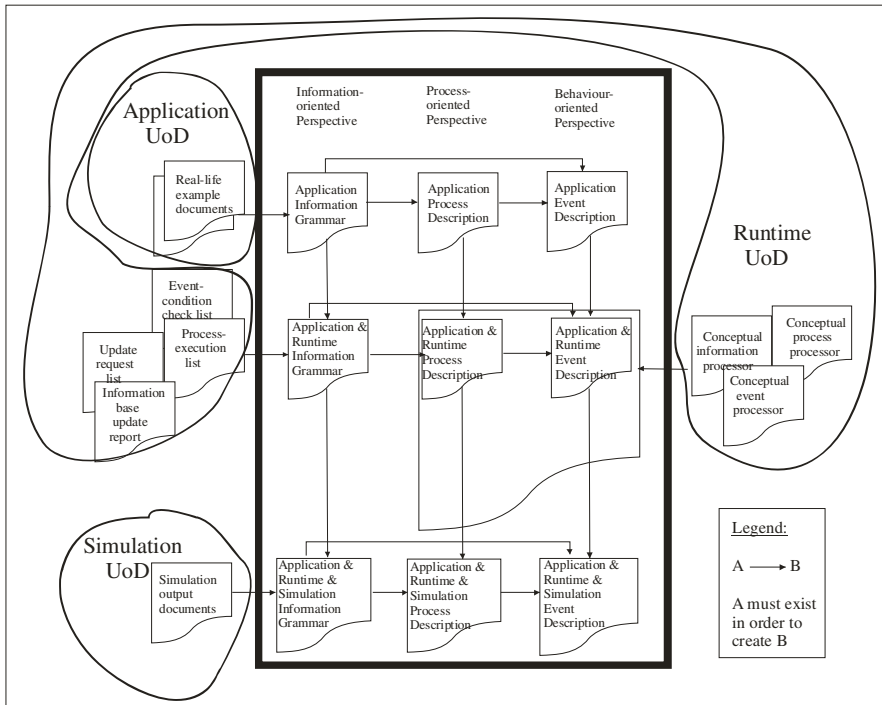 Information-
oriented
Perspective
Process-
oriented
Perspective
Behaviour-
oriented
Perspective
Application
UoD
Real-life
example
documents
Application
Information
Grammar
Application
Process
Description
Application
Event
Description
Runtime
UoD
Event-
condition
check list
Process-
execution
list
Update
request
list
Information
base
update
report
Application &
Runtime
Information
Grammar
Application &
Runtime
Process
Description
Application &
Runtime
Event
Description
Conceptual
information
processor
Conceptual
process
processor
Conceptual
event
processor
Simulation
UoD
Simulation
output
documents
Application &
Runtime &
Simulation
Information
Grammar
Application &
Runtime &
Simulation
Process
Description
Application &
Runtime &
Simulation
Event
Description
Legend:
A B
A must exist
in order to
create B